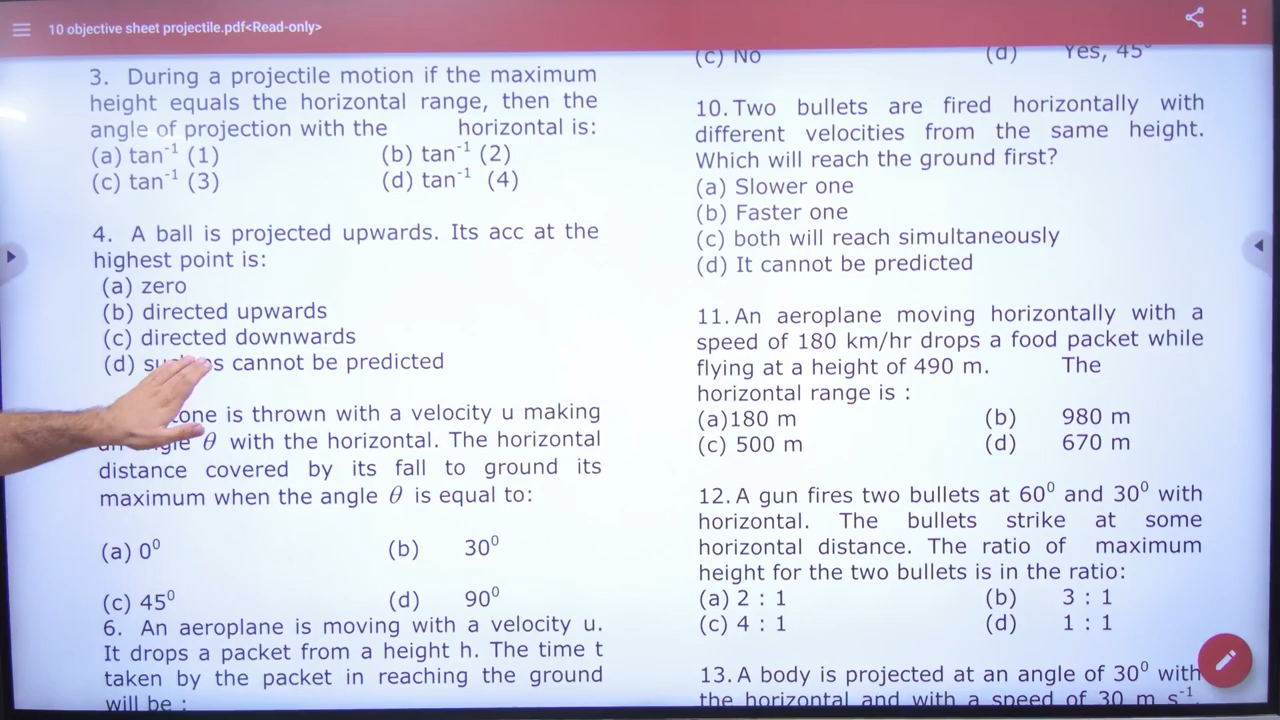 10 objective sheet projectile.pdf<Read-only>
3. During a projectile motion if the maximum
height equals the horizontal range, then the
angle of projection with the horizontal is:
(a) tan⁻¹ (1) (b) tan⁻¹ (2)
(c) tan⁻¹ (3) (d) tan⁻¹ (4)
4. A ball is projected upwards. Its acc at the
highest point is:
(a) zero
(b) directed upwards
(c) directed downwards
(d) cannot be predicted
is thrown with a velocity u making
θ with the horizontal. The horizontal
distance covered by its fall to ground its
maximum when the angle θ is equal to:
(a) 0⁰ (b) 30⁰
(c) 45⁰ (d) 90⁰
6. An aeroplane is moving with a velocity u.
It drops a packet from a height h. The time t
taken by the packet in reaching the ground
will be :
(c) No (d) Yes, 45⁰
10. Two bullets are fired horizontally with
different velocities from the same height.
Which will reach the ground first?
(a) Slower one
(b) Faster one
(c) both will reach simultaneously
(d) It cannot be predicted
11. An aeroplane moving horizontally with a
speed of 180 km/hr drops a food packet while
flying at a height of 490 m. The
horizontal range is :
(a)180 m (b) 980 m
(c) 500 m (d) 670 m
12. A gun fires two bullets at 60⁰ and 30⁰ with
horizontal. The bullets strike at some
horizontal distance. The ratio of maximum
height for the two bullets is in the ratio:
(a) 2 : 1 (b) 3 : 1
(c) 4 : 1 (d) 1 : 1
13. A body is projected at an angle of 30⁰ with
the horizontal and with a speed of 30 m s⁻¹.